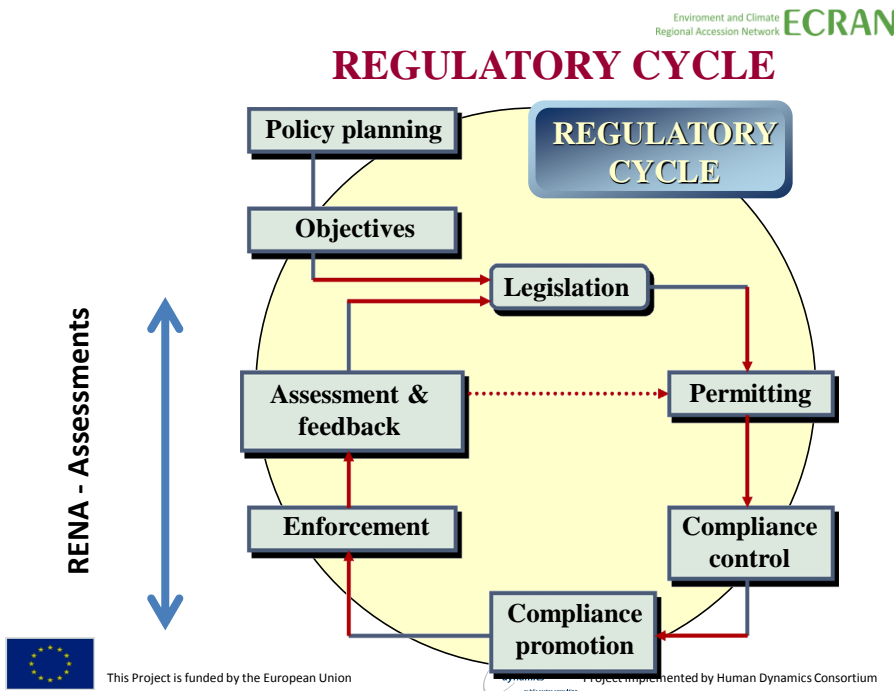 Enviroment and Climate
Regional Accession Network
ECRAN
REGULATORY CYCLE
Policy planning
REGULATORY
CYCLE
Objectives
Legislation
RENA - Assessments
Assessment &
feedback
Permitting
Enforcement
Compliance
control
Compliance
promotion
This Project is funded by the European Union
Project implemented by Human Dynamics Consortium